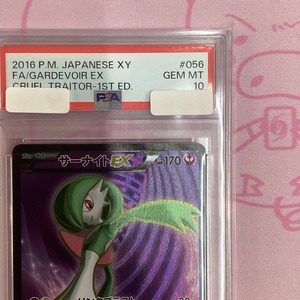 2016 P.M. JAPANESE XY #056
FA/GARDEVOIR EX GEM MT
CRUEL TRAITOR-1ST ED. 10
PSA
サーナイトEX 170